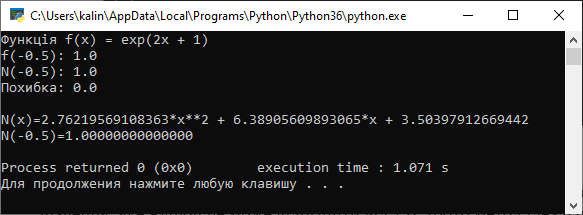 C:\Users\kalin\AppData\Local\Programs\Python\Python36\python.exe
Функція f(x) = exp(2x + 1)
f(-0.5): 1.0
N(-0.5): 1.0
Похибка: 0.0
N(x)=2.76219569108363*x**2 + 6.38905609893065*x + 3.50397912669442
N(-0.5)=1.00000000000000
Process returned 0 (0x0)        execution time : 1.071 s
Для продолжения нажмите любую клавишу . . .